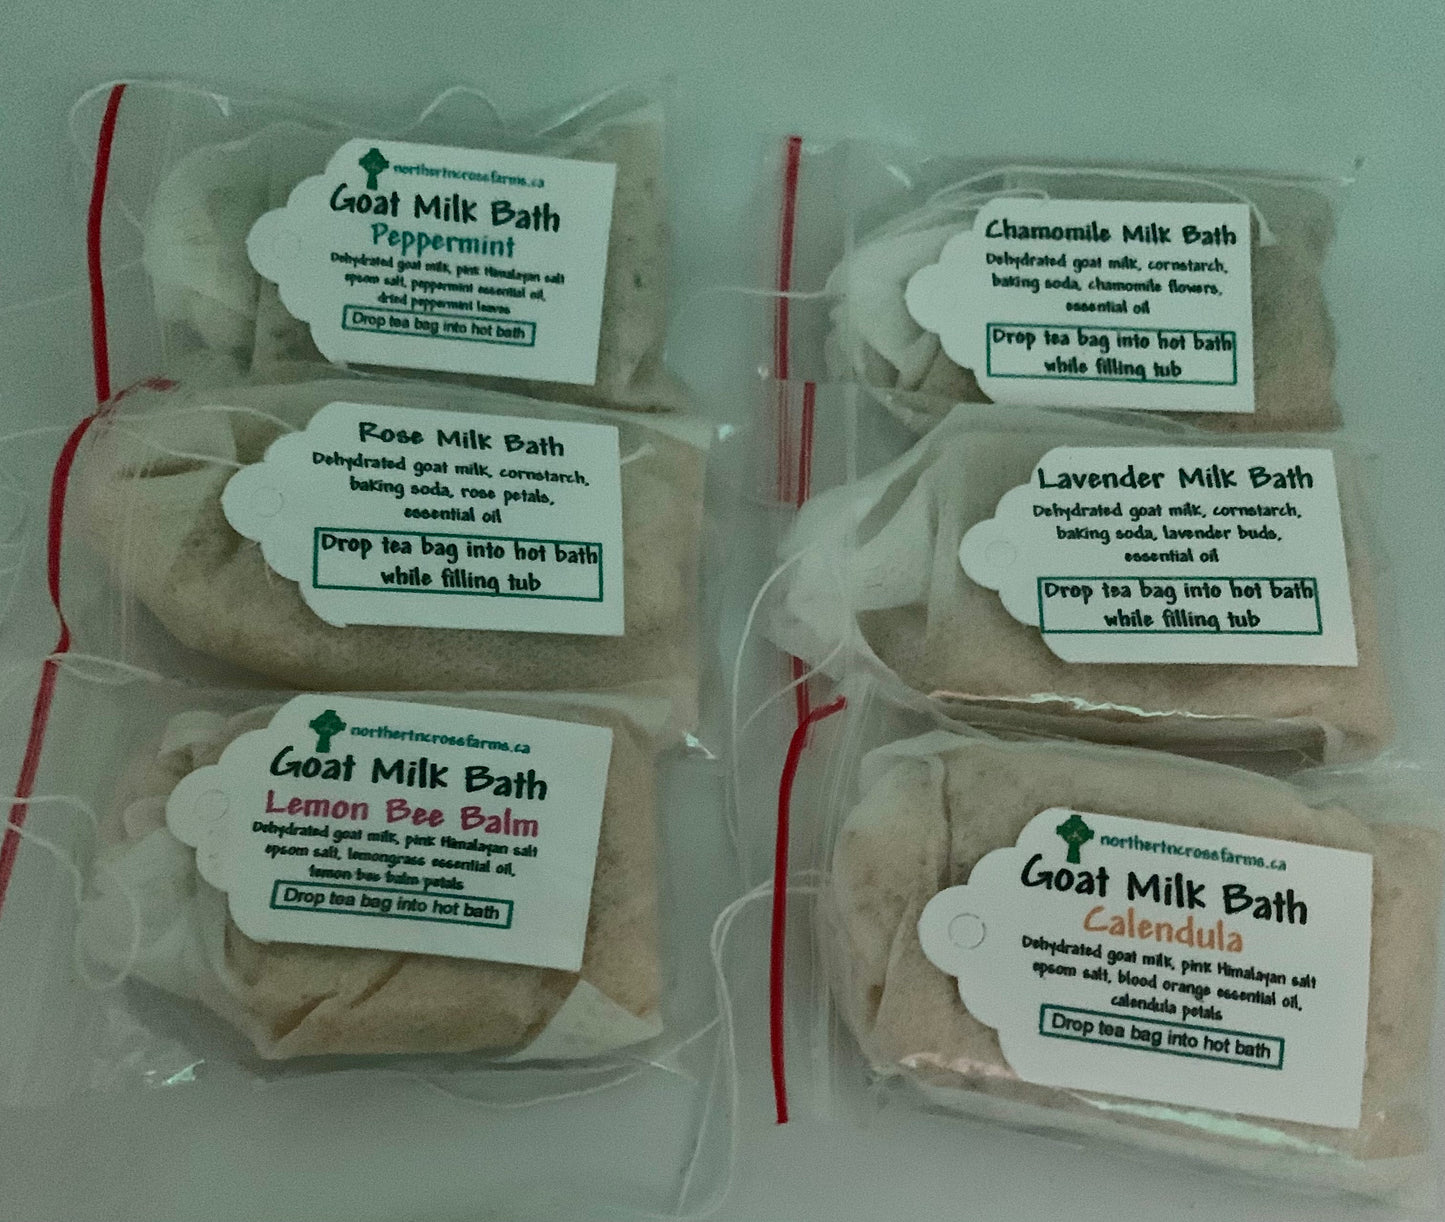 northerncrossfarms.ca
Goat Milk Bath
Peppermint
Dehydrated goat milk, pink Himalayan salt
epsom salt, peppermint essential oil,
dried peppermint leaves
Drop tea bag into hot bath
Rose Milk Bath
Dehydrated goat milk, cornstarch,
baking soda, rose petals,
essential oil
Drop tea bag into hot bath
while filling tub
northerncrossfarms.ca
Goat Milk Bath
Lemon Bee Balm
Dehydrated goat milk, pink Himalayan salt
epsom salt, lemongrass essential oil,
lemon bee balm petals
Drop tea bag into hot bath
Chamomile Milk Bath
Dehydrated goat milk, cornstarch,
baking soda, chamomile flowers,
essential oil
Drop tea bag into hot bath
while filling tub
Lavender Milk Bath
Dehydrated goat milk, cornstarch,
baking soda, lavender buds,
essential oil
Drop tea bag into hot bath
while filling tub
northerncrossfarms.ca
Goat Milk Bath
Calendula
Dehydrated goat milk, pink Himalayan salt
epsom salt, blood orange essential oil,
calendula petals
Drop tea bag into hot bath